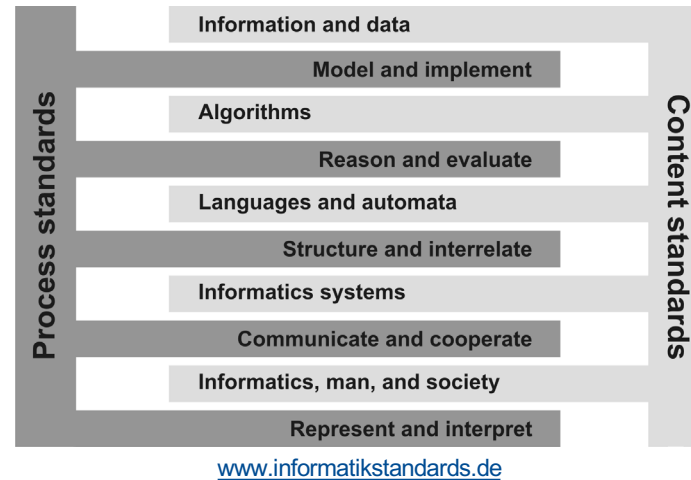 Process standards
Information and data
Model and implement
Algorithms
Reason and evaluate
Languages and automata
Structure and interrelate
Informatics systems
Communicate and cooperate
Informatics, man, and society
Represent and interpret
Content standards
www.informatikstandards.de